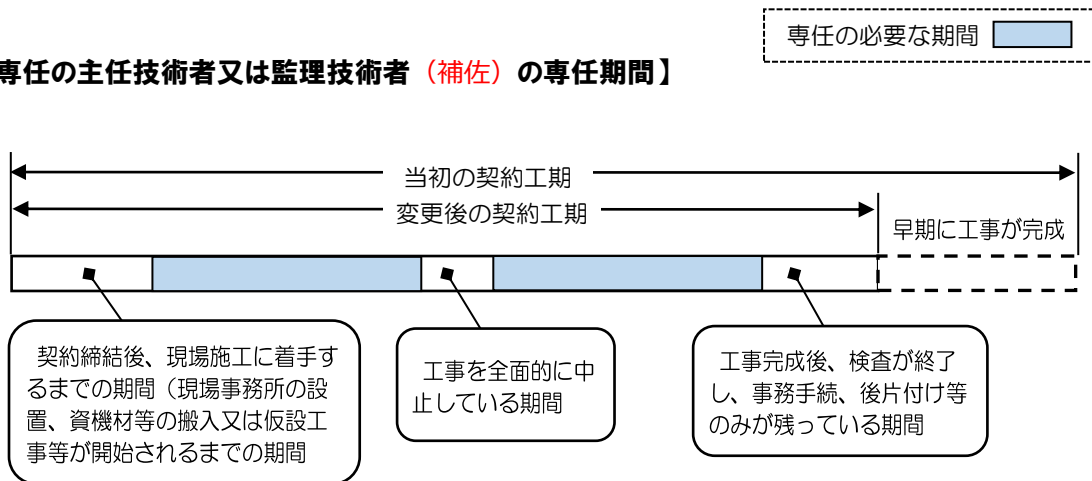 専任の必要な期間
専任の主任技術者又は監理技術者（補佐）の専任期間】
当初の契約工期
変更後の契約工期
早期に工事が完成
契約締結後、現場施工に着手す
るまでの期間（現場事務所の設
置、資機材等の搬入又は仮設工
事等が開始されるまでの期間
工事を全面的に中
止している期間
工事完成後、検査が終了
し、事務手続、後片付け等
のみが残っている期間